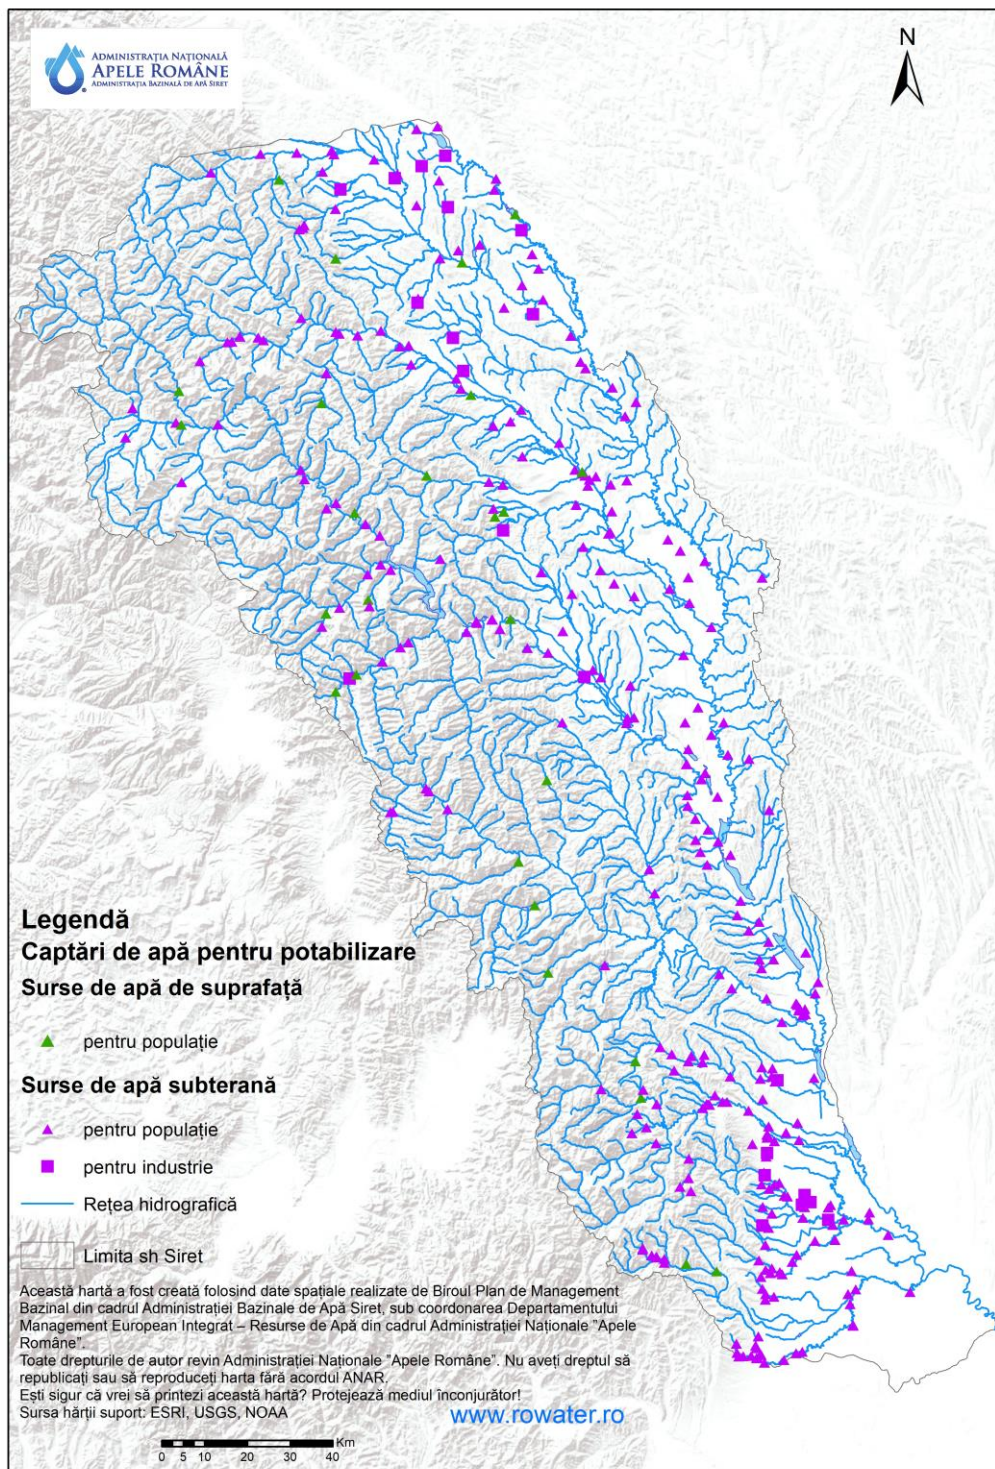 ADMINISTRAȚIA NAȚIONALĂ
APELE ROMÂNE
ADMINISTRAȚIA BAZINALĂ DE APĂ SIRET
N
Legendă
Captări de apă pentru potabilizare
Surse de apă de suprafață
pentru populație
Surse de apă subterană
pentru populație
pentru industrie
Rețea hidrografică
Limita sh Siret
Această hartă a fost creată folosind date spațiale realizate de Biroul Plan de Management
Bazinal din cadrul Administrației Bazinale de Apă Siret, sub coordonarea Departamentului
Management European Integrat – Resurse de Apă din cadrul Administrației Naționale "Apele
Române".
Toate drepturile de autor revin Administrației Naționale "Apele Române". Nu aveți dreptul să
republicați sau să reproduceți harta fără acordul ANAR.
Ești sigur că vrei să printezi această hartă? Protejează mediul înconjurător!
Sursa hărții suport: ESRI, USGS, NOAA
www.rowater.ro
Km
0 5 10 20 30 40